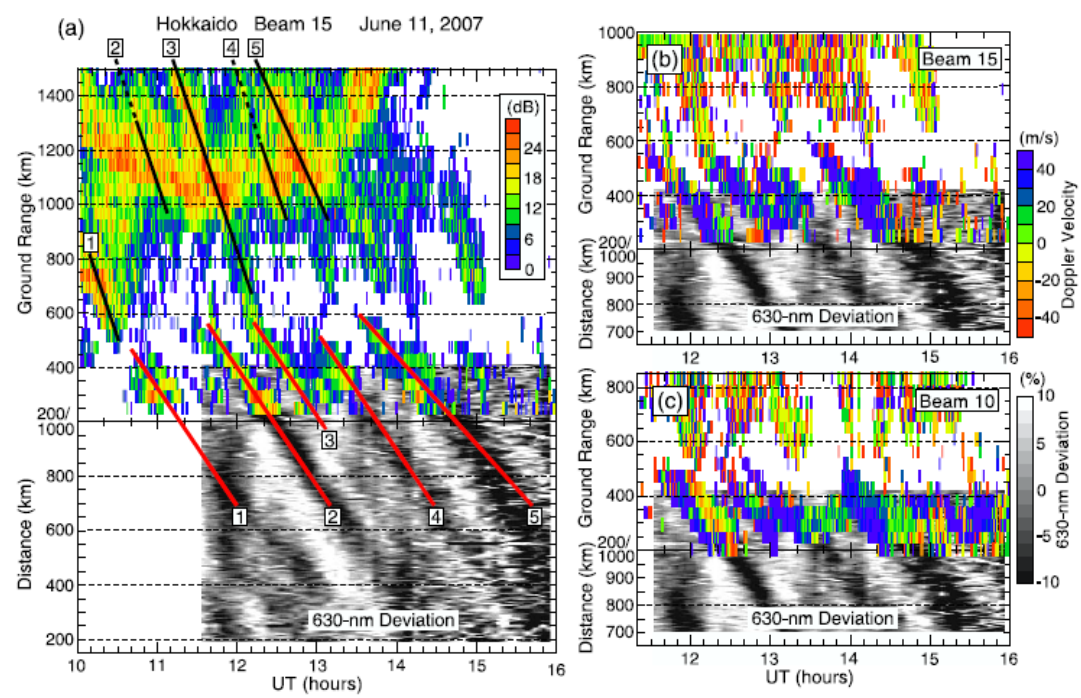 (a) Hokkaido Beam 15 June 11, 2007
2 3 4 5
1
1400
1200
1000
800
600
400
200/
1000
800
600
400
200
Ground Range (km)
Distance (km)
(dB)
24
18
12
6
0
3
1 2 4 5
630-nm Deviation
10 11 12 13 14 15 16
UT (hours)
(b) Beam 15
1000
800
600
400
200/
1000
900
800
700
Ground Range (km)
Distance (km)
630-nm Deviation
12 13 14 15 16
(m/s)
40
20
0
-20
-40
Doppler Velocity
(c) Beam 10
800
600
400
200/
1000
900
800
700
Ground Range (km)
Distance (km)
630-nm Deviation
12 13 14 15 16
UT (hours)
(%)
10
5
0
-5
-10
630-nm Deviation